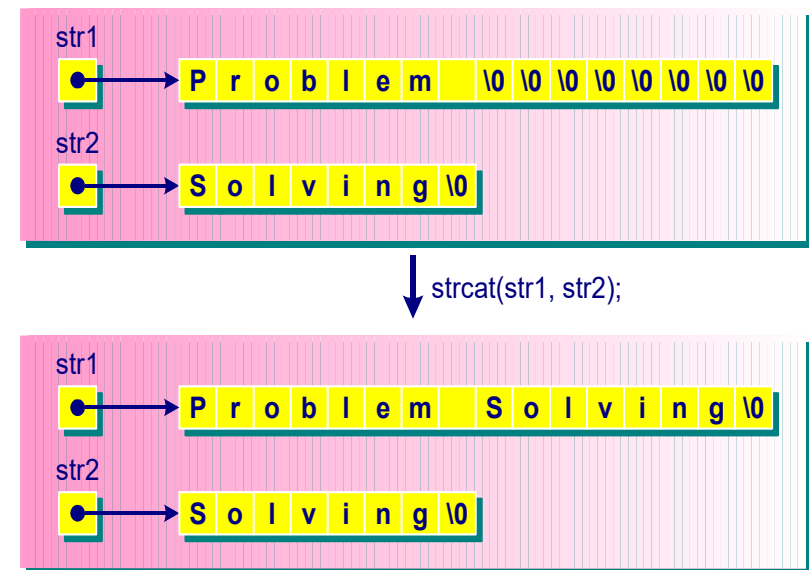 str1
P r o b l e m \0 \0 \0 \0 \0 \0 \0 \0
str2
S o l v i n g \0
strcat(str1, str2);
str1
P r o b l e m S o l v i n g \0
str2
S o l v i n g \0